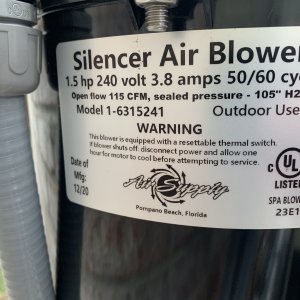 Silencer Air Blower
1.5 hp 240 volt 3.8 amps 50/60 cy
Open flow 115 CFM, sealed pressure - 105" H2
Model 1-6315241 Outdoor Use
WARNING
This blower is equipped with a resettable thermal switch.
If blower shuts off: disconnect power and allow one
hour for motor to cool before attempting to service.
Date of
Mfg:
12/20
Air Supply
Pompano Beach, Florida
C UL
LISTE
SPA BLOW
23E1